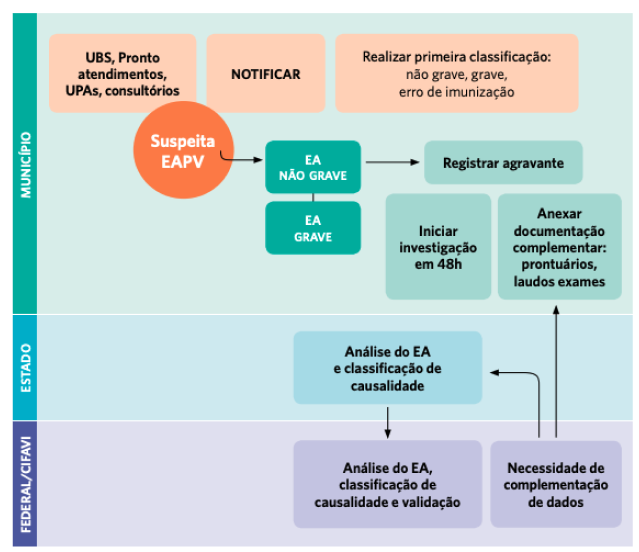 MUNICÍPIO
UBS, Pronto
atendimentos,
UPAs, consultórios
NOTIFICAR
Realizar primeira classificação:
não grave, grave,
erro de imunização
Suspeita
EAPV
EA
NÃO GRAVE
Registrar agravante
EA
GRAVE
Iniciar
investigação
em 48h
Anexar
documentação
complementar:
prontuários,
laudos exames
ESTADO
Análise do EA
e classificação de
causalidade
FEDERAL/CIFAVI
Análise do EA,
classificação de
causalidade e validação
Necessidade de
complementação
de dados